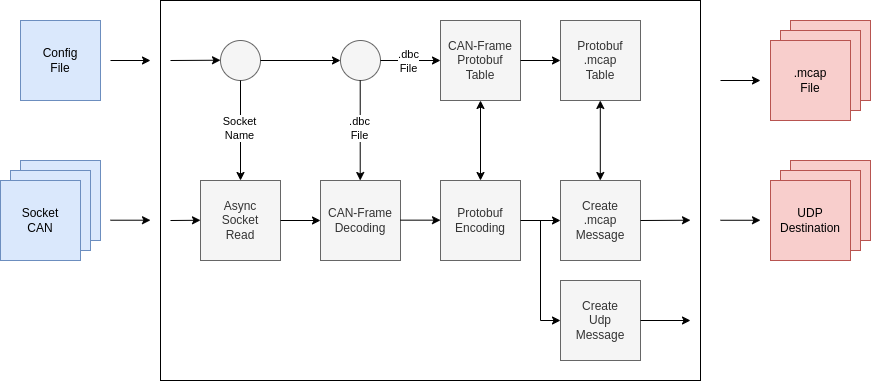 Config
File
.dbc
File
CAN-Frame
Protobuf
Table
Protobuf
.mcap
Table
.mcap
File
Socket
Name
.dbc
File
Socket
CAN
Async
Socket
Read
CAN-Frame
Decoding
Protobuf
Encoding
Create
.mcap
Message
UDP
Destination
Create
Udp
Message